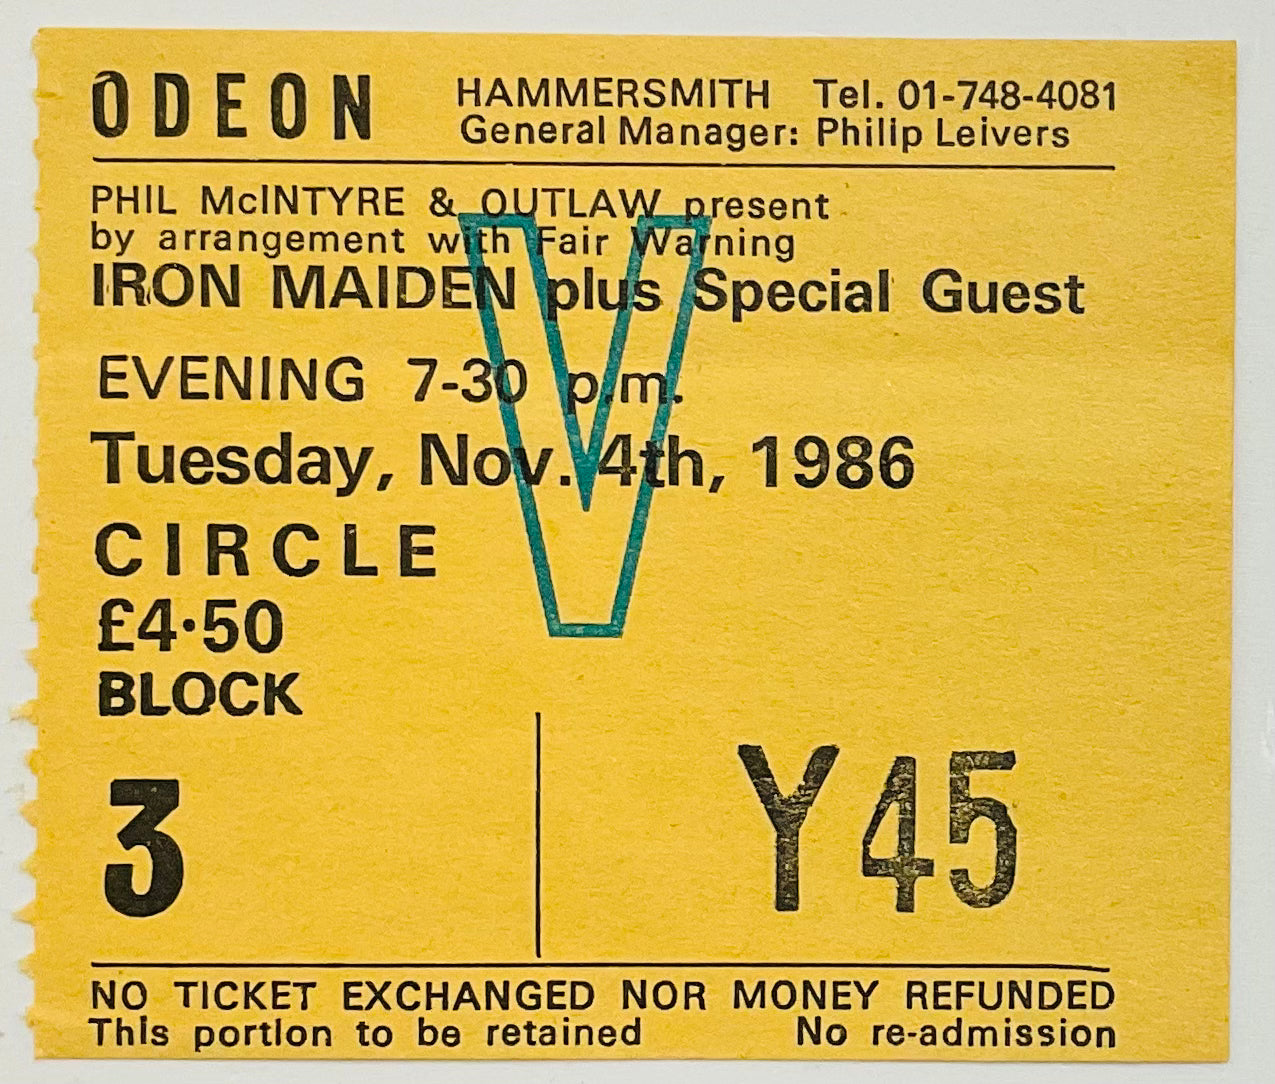 ODEON
HAMMERSMITH Tel. 01-748-4081
General Manager: Philip Leivers
PHIL McINTYRE & OUTLAW present
by arrangement with Fair Warning
IRON MAIDEN plus Special Guest
EVENING 7-30 p.m.
Tuesday, Nov. 4th, 1986
CIRCLE
£4·50
BLOCK
3
Y45
V
NO TICKET EXCHANGED NOR MONEY REFUNDED
This portion to be retained No re-admission